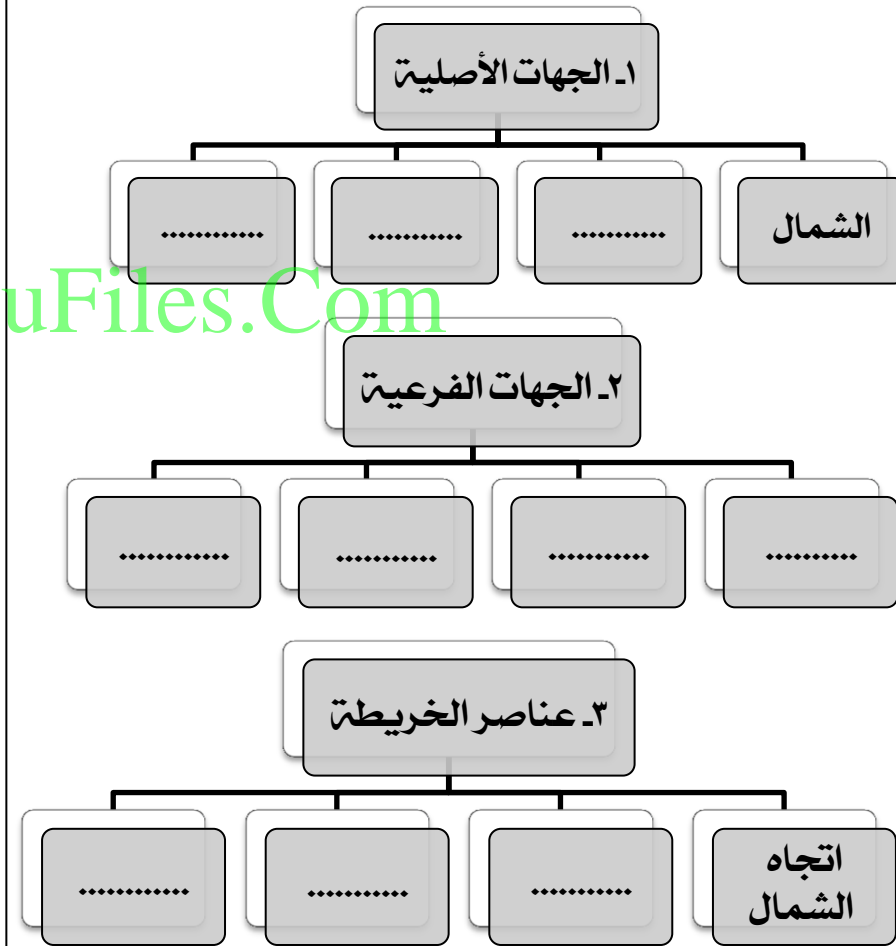 ١ـ الجهات الأصلية
الشمال ........... ........... ............
uFiles.Com
٢ـ الجهات الفرعية
.......... ........... ........... ............
٣ـ عناصر الخريطة
اتجاه
الشمال ........... ........... ............